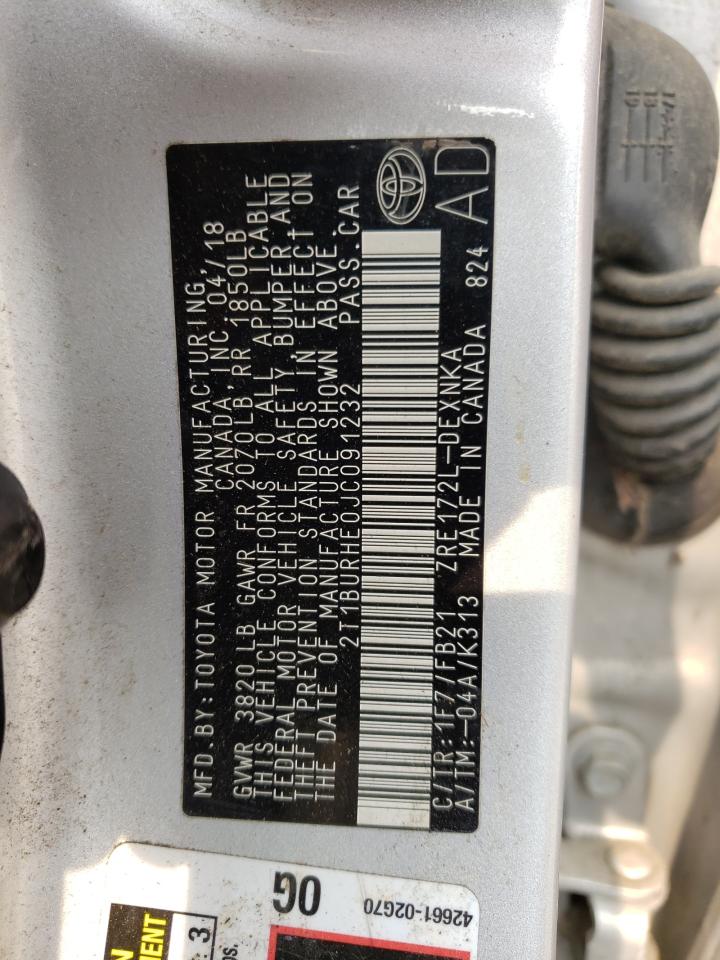 MFD.BY:TOYOTA MOTOR MANUFACTURING,
CANADA, INC. 04/18
GVWR 3820 LB GAWR FR 2070LB,RR 1850LB
THIS VEHICLE CONFORMS TO ALL APPLICABLE
FEDERAL MOTOR VEHICLE SAFETY, BUMPER, AND
THEFT PREVENTION STANDARDS IN EFFECT ON
THE DATE OF MANUFACTURE SHOWN ABOVE.
2T1BURHE0JC091232 PASS.CAR
C/TR:1F7/FB21 ZRE172L-DEXNKA
A/TM:-04A/K313 MADE IN CANADA 824
AD
0G
42661-02G70
3